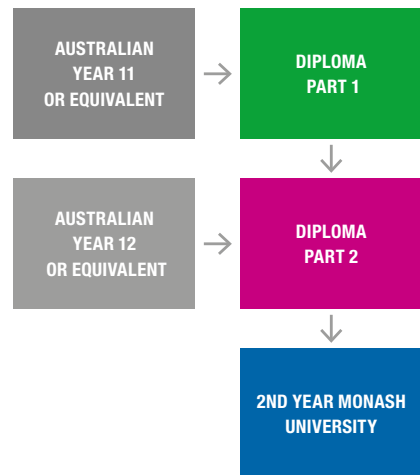 AUSTRALIAN
YEAR 11
OR EQUIVALENT
DIPLOMA
PART 1
AUSTRALIAN
YEAR 12
OR EQUIVALENT
DIPLOMA
PART 2
2ND YEAR MONASH
UNIVERSITY